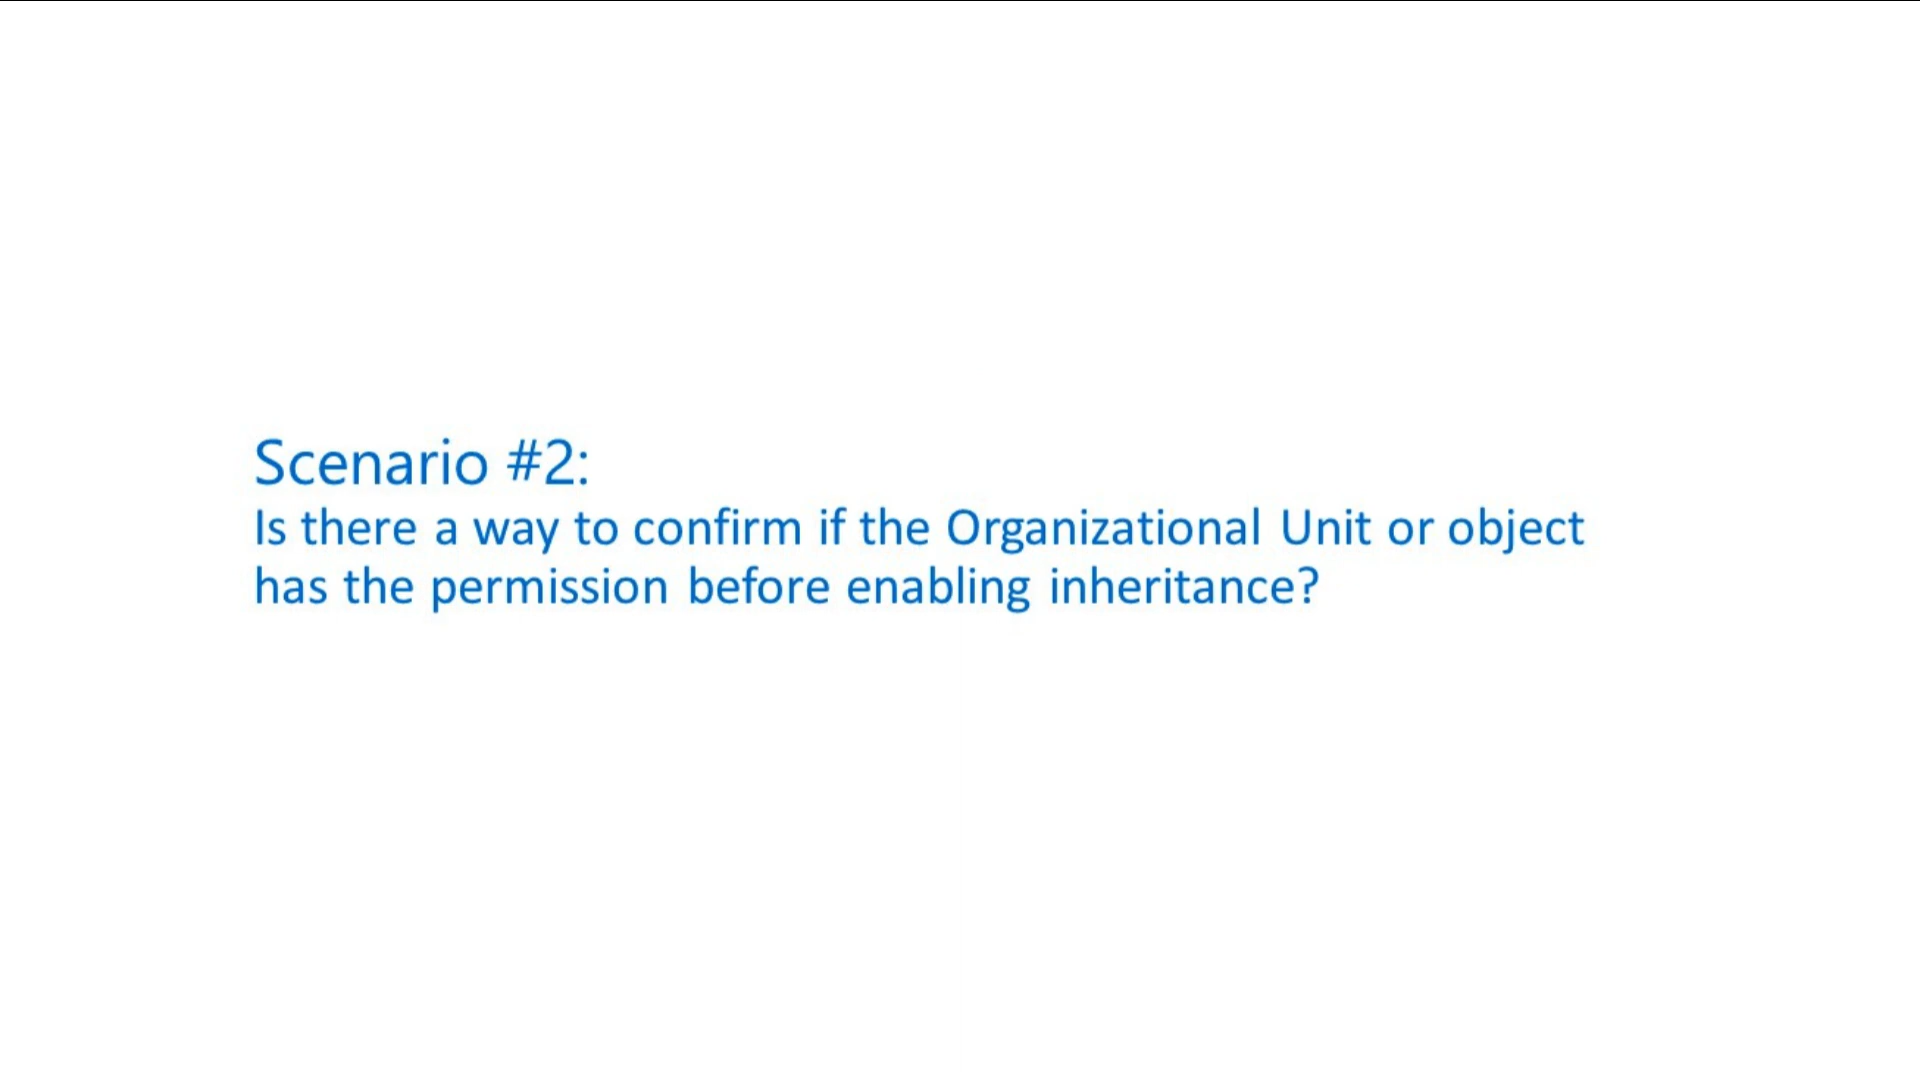 Scenario #2:
Is there a way to confirm if the Organizational Unit or object
has the permission before enabling inheritance?